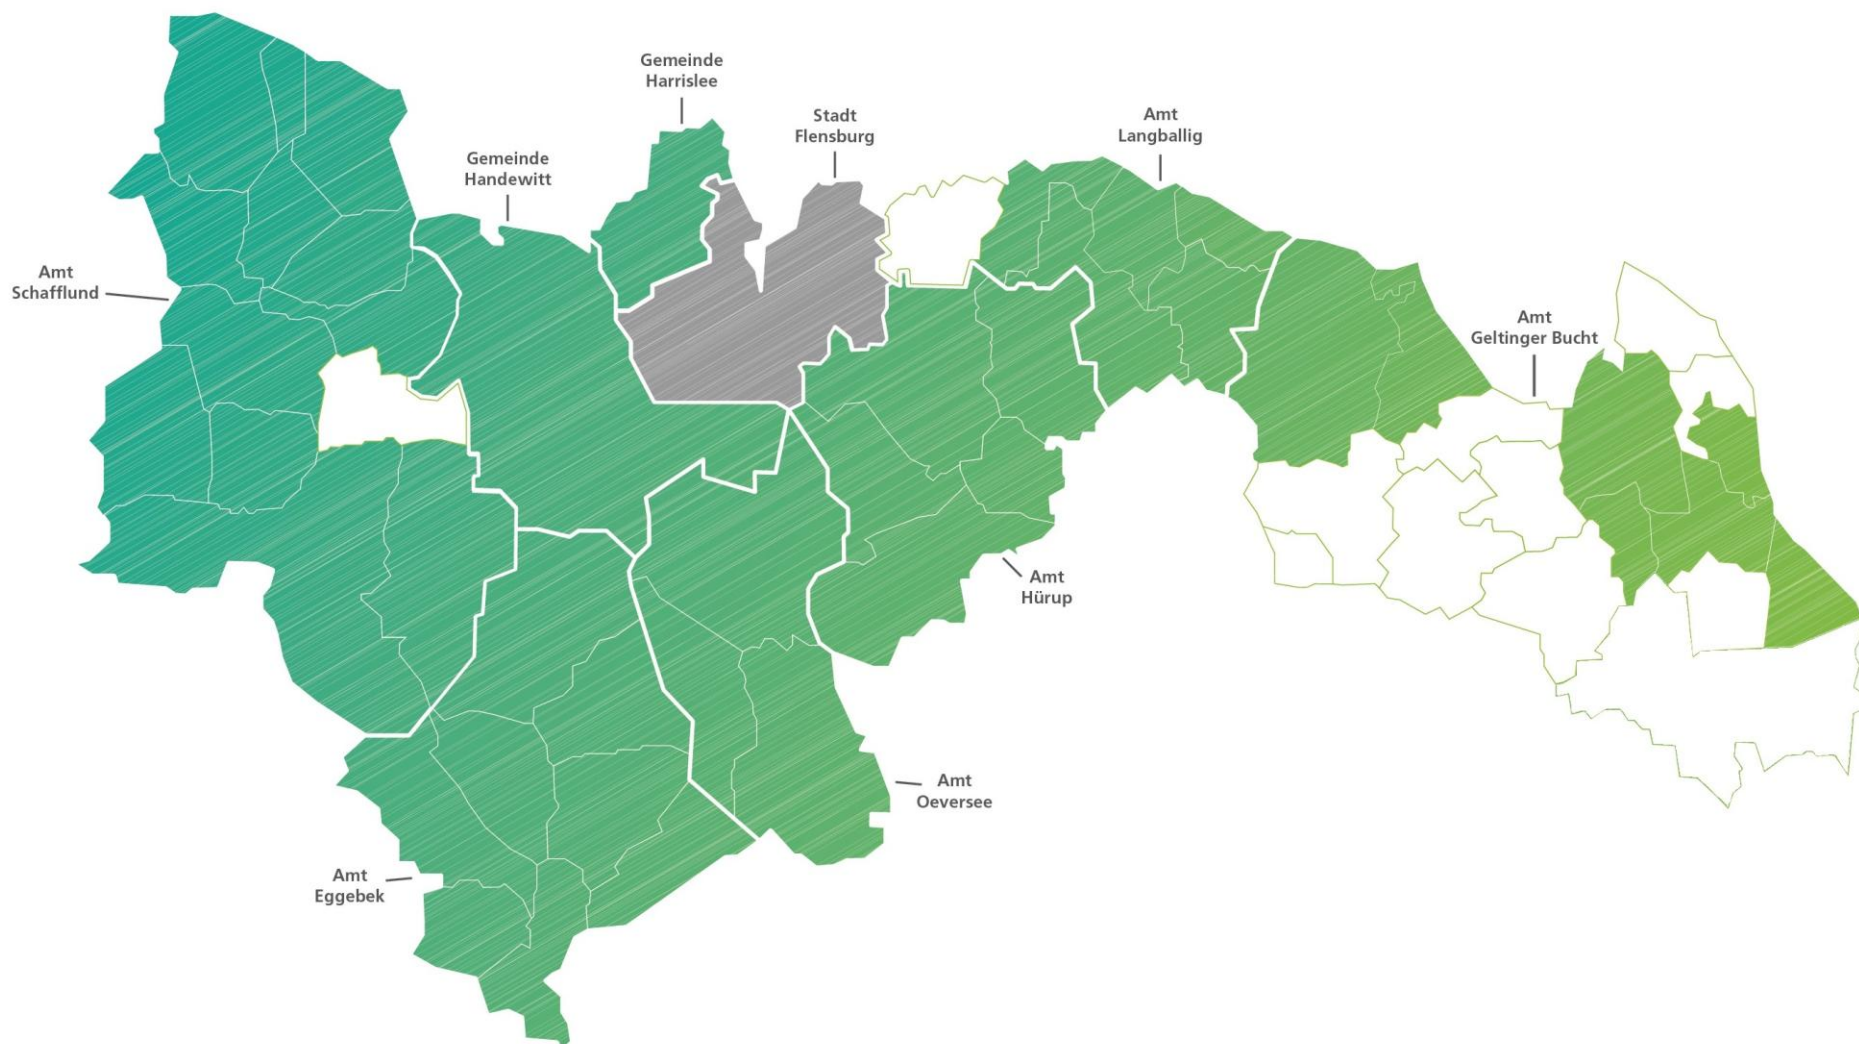 Gemeinde
Harrislee
Stadt
Flensburg
Amt
Langballig
Gemeinde
Handewitt
Amt
Schafflund
Amt
Geltinger Bucht
Amt
Hürup
Amt
Oeversee
Amt
Eggebek